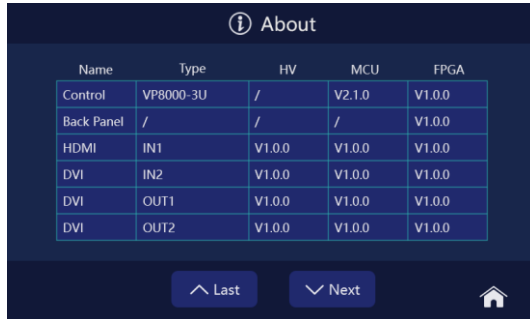 About
Name Type HV MCU FPGA
Control VP8000-3U / V2.1.0 V1.0.0
Back Panel / / / V1.0.0
HDMI IN1 V1.0.0 V1.0.0 V1.0.0
DVI IN2 V1.0.0 V1.0.0 V1.0.0
DVI OUT1 V1.0.0 V1.0.0 V1.0.0
DVI OUT2 V1.0.0 V1.0.0 V1.0.0
Last Next